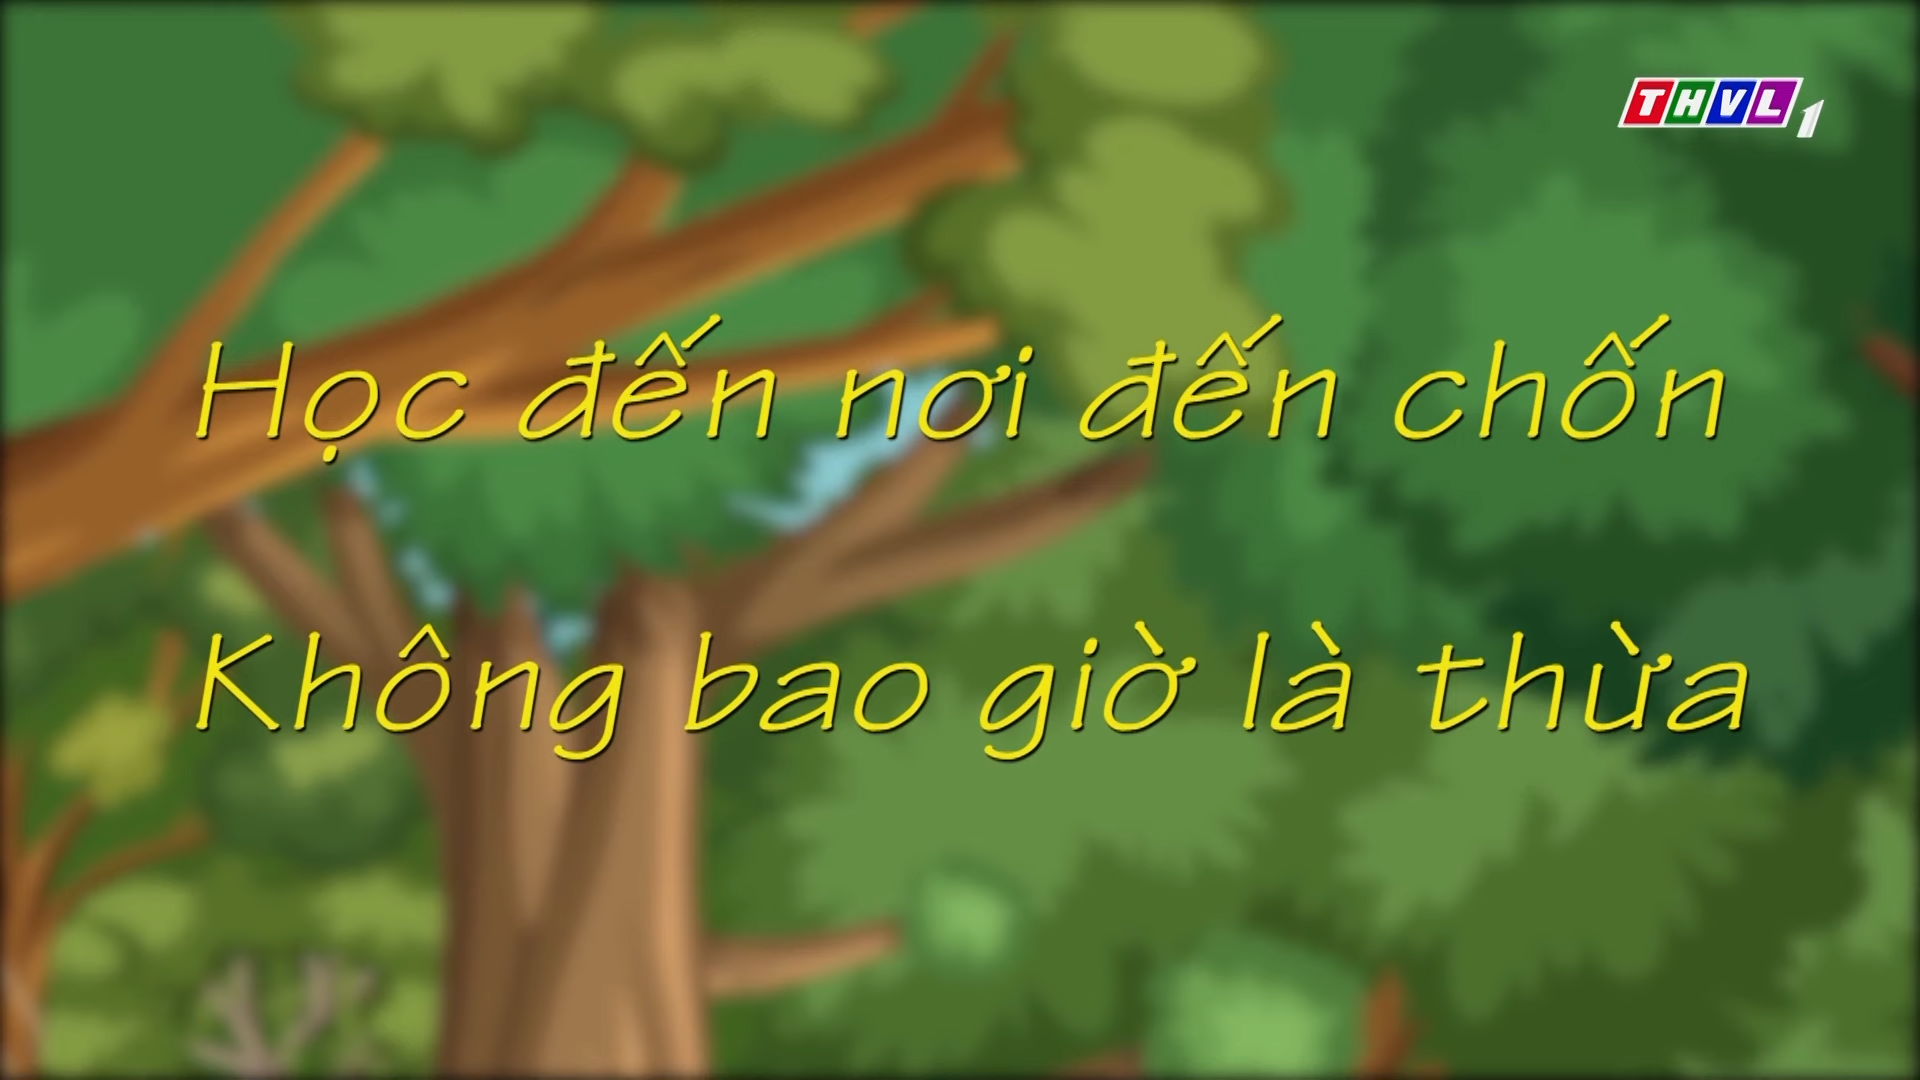 THVL1
Học đến nơi đến chốn
Không bao giờ là thừa